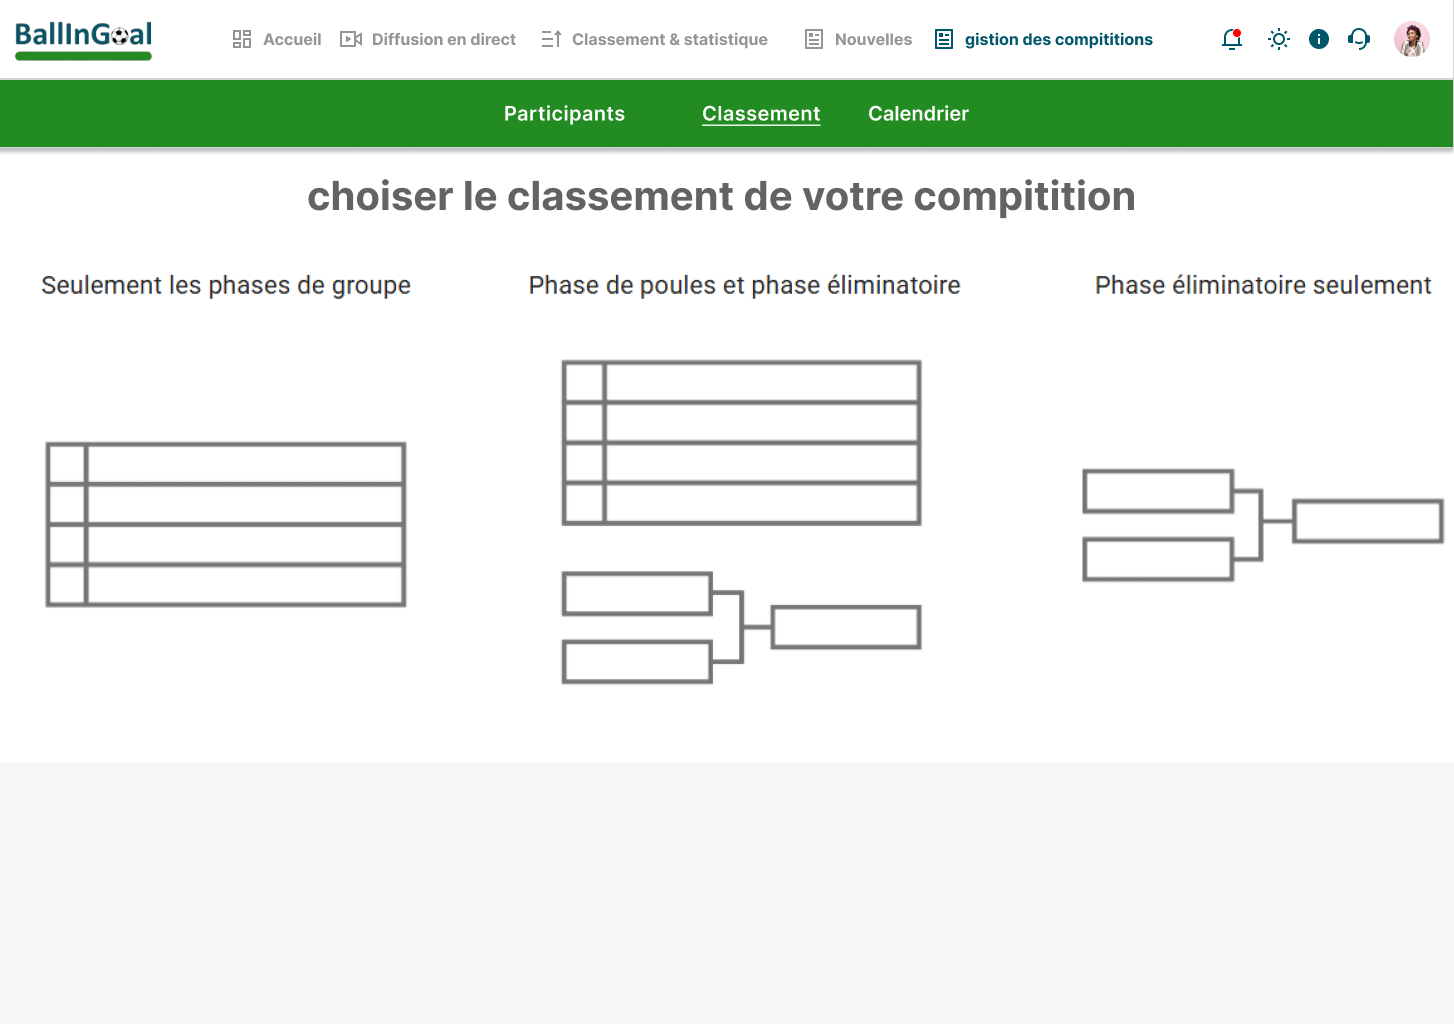 BallInGoal
Accueil
Diffusion en direct
Classement & statistique
Nouvelles
gistion des compititions
Participants
Classement
Calendrier
choiser le classement de votre compitition
Seulement les phases de groupe
Phase de poules et phase éliminatoire
Phase éliminatoire seulement